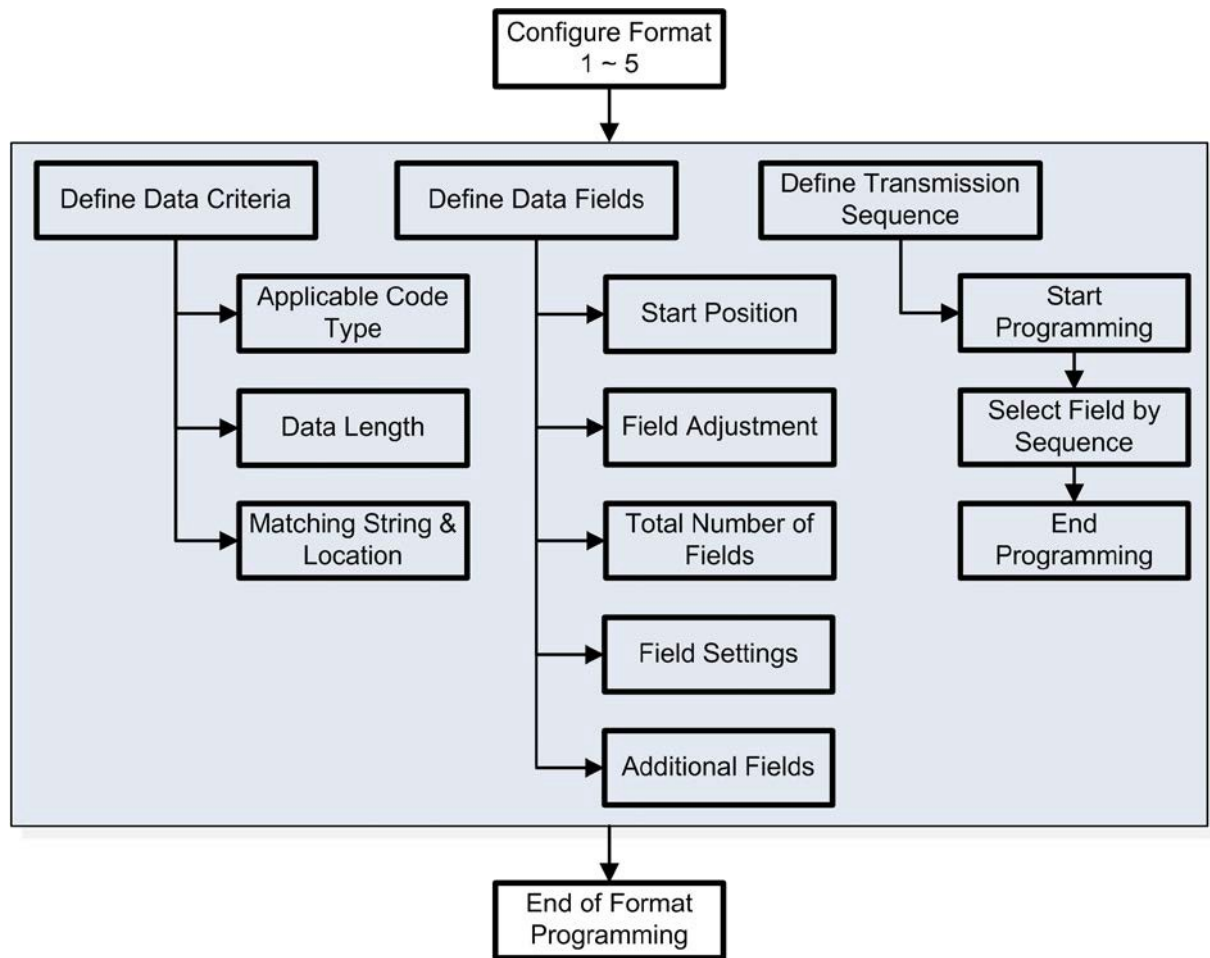 Configure Format
1 ~ 5
Define Data Criteria
Applicable Code
Type
Data Length
Matching String &
Location
Define Data Fields
Start Position
Field Adjustment
Total Number of
Fields
Field Settings
Additional Fields
Define Transmission
Sequence
Start
Programming
Select Field by
Sequence
End
Programming
End of Format
Programming